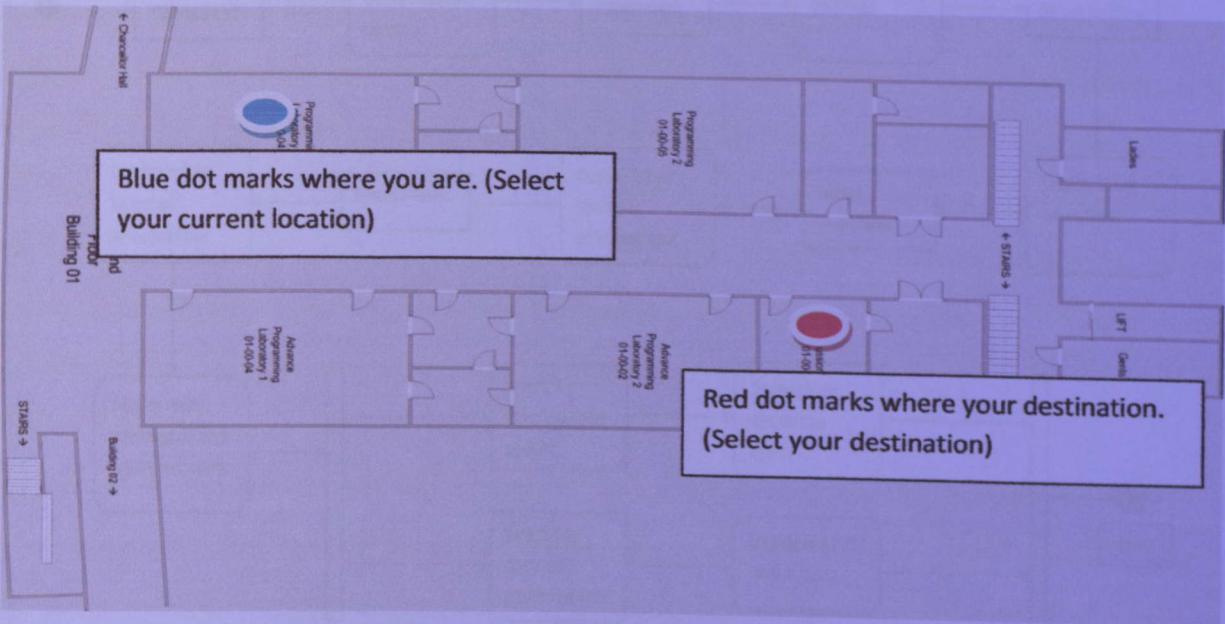 ← Chancellor Hall
Programming
Laboratory 2
01-00-05
Ladies
Blue dot marks where you are. (Select
your current location)
Floor
Building 01
← STAIRS →
Advance
Programming
Laboratory 1
01-00-04
Advance
Programming
Laboratory 2
01-00-02
LIFT
Gents
Red dot marks where your destination.
(Select your destination)
STAIRS →
Building 02 →